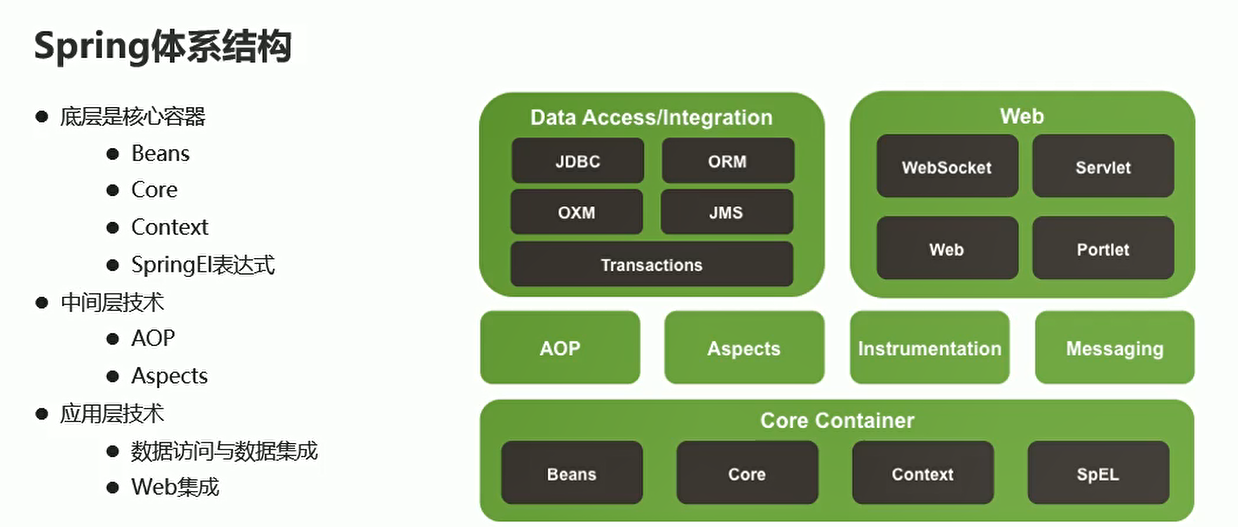 Spring体系结构
● 底层是核心容器
● Beans
● Core
● Context
● SpringEl表达式
● 中间层技术
● AOP
● Aspects
● 应用层技术
● 数据访问与数据集成
● Web集成
Data Access/Integration
JDBC
ORM
OXM
JMS
Transactions
Web
WebSocket
Servlet
Web
Portlet
AOP
Aspects
Instrumentation
Messaging
Core Container
Beans
Core
Context
SpEL